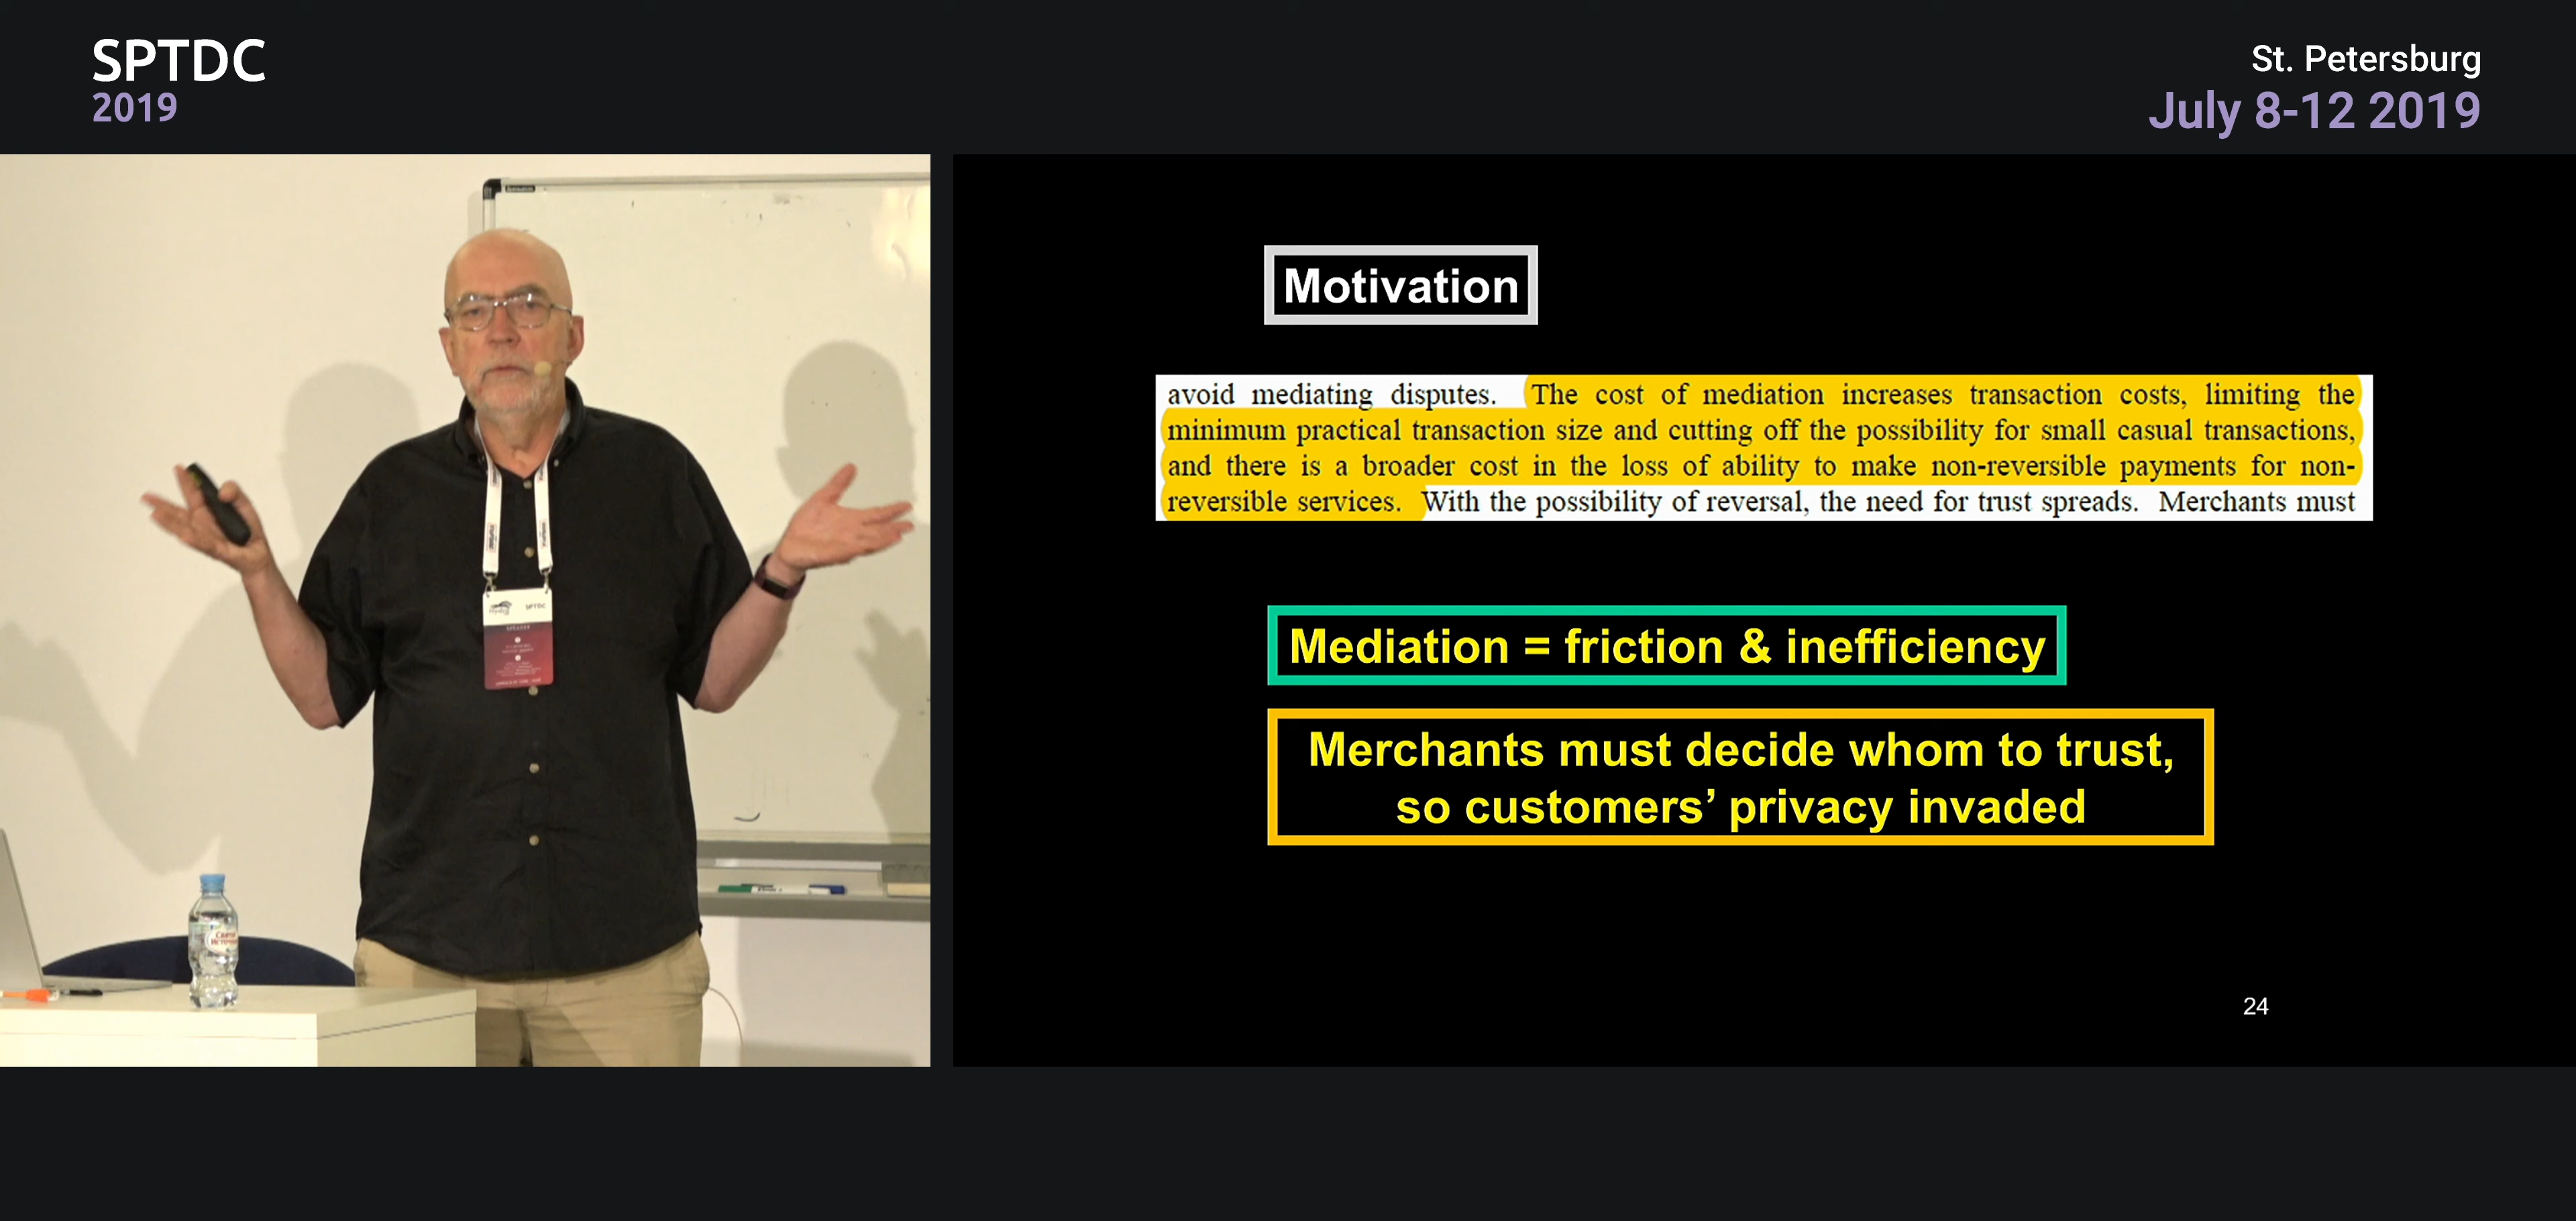 SPTDC
2019
St. Petersburg
July 8-12 2019
SPTDC
Motivation
avoid mediating disputes. The cost of mediation increases transaction costs, limiting the
minimum practical transaction size and cutting off the possibility for small casual transactions,
and there is a broader cost in the loss of ability to make non-reversible payments for non-
reversible services. With the possibility of reversal, the need for trust spreads. Merchants must
Mediation = friction & inefficiency
Merchants must decide whom to trust,
so customers’ privacy invaded
24